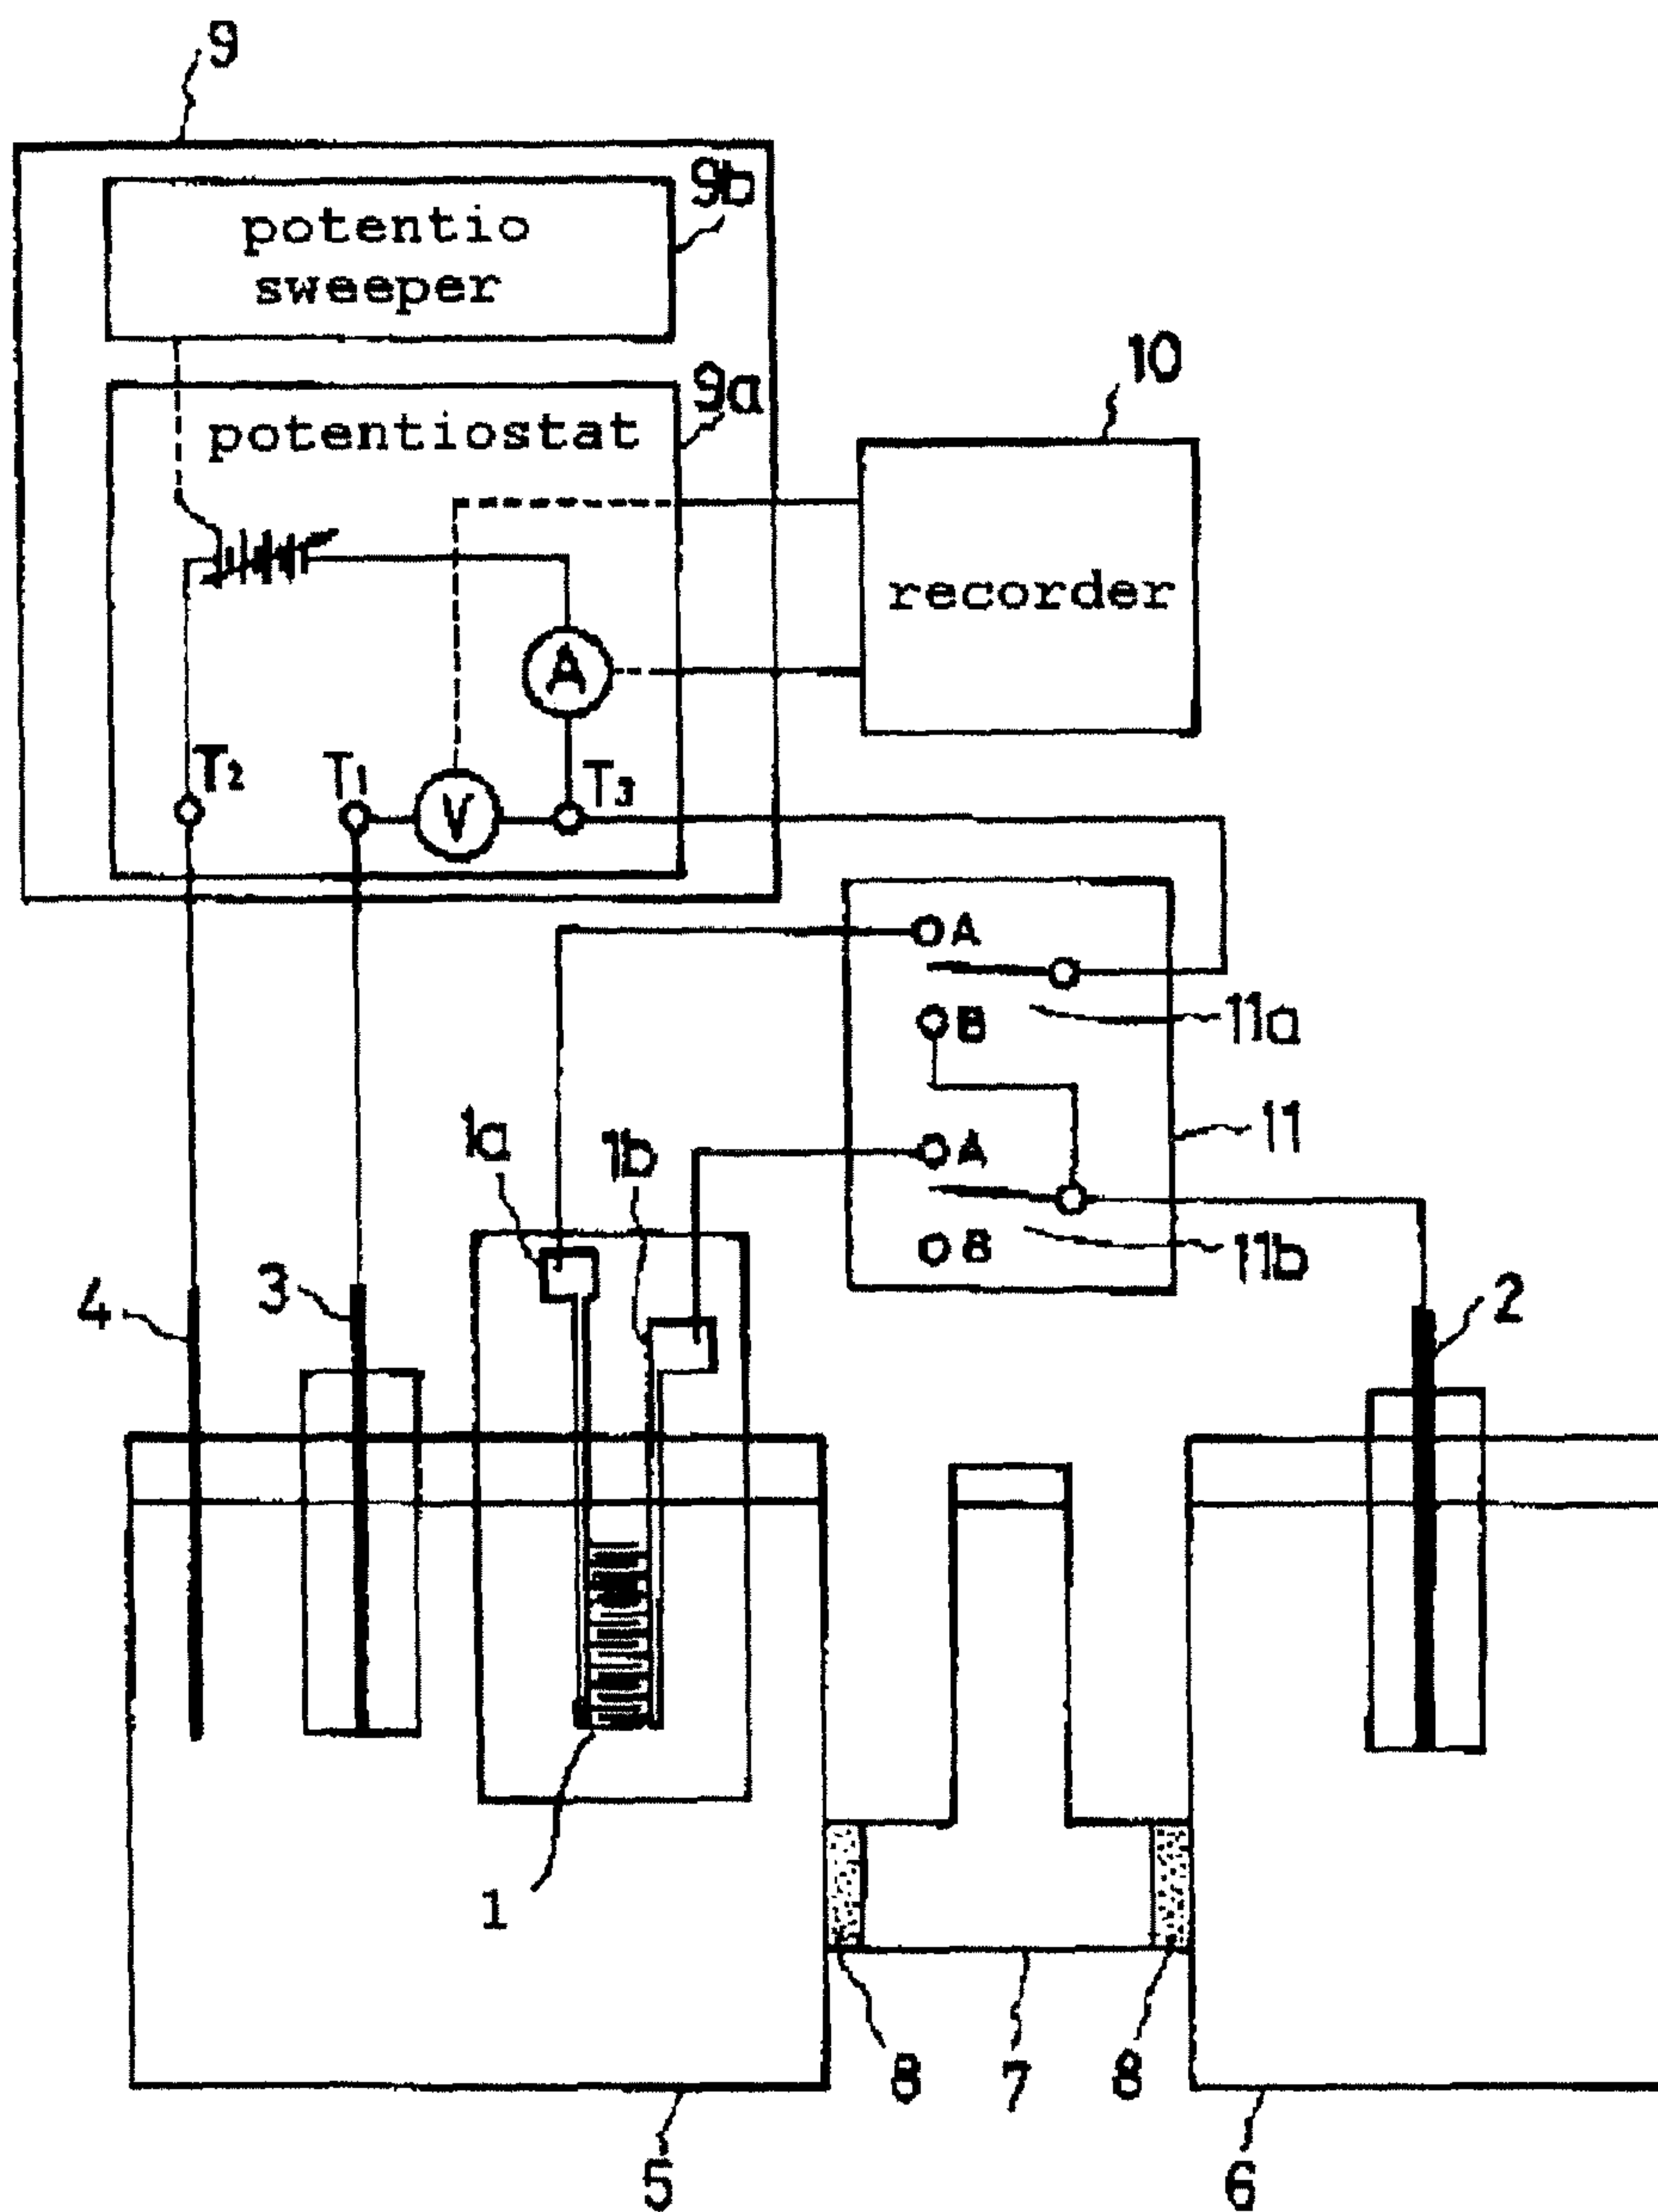 9
9b
potentio
sweeper
10
9a
potentiostat
recorder
A
T2
T1
V
T3
A
B
11a
11
A
B
11b
1a
1b
4
3
2
1
8
7
8
5
6